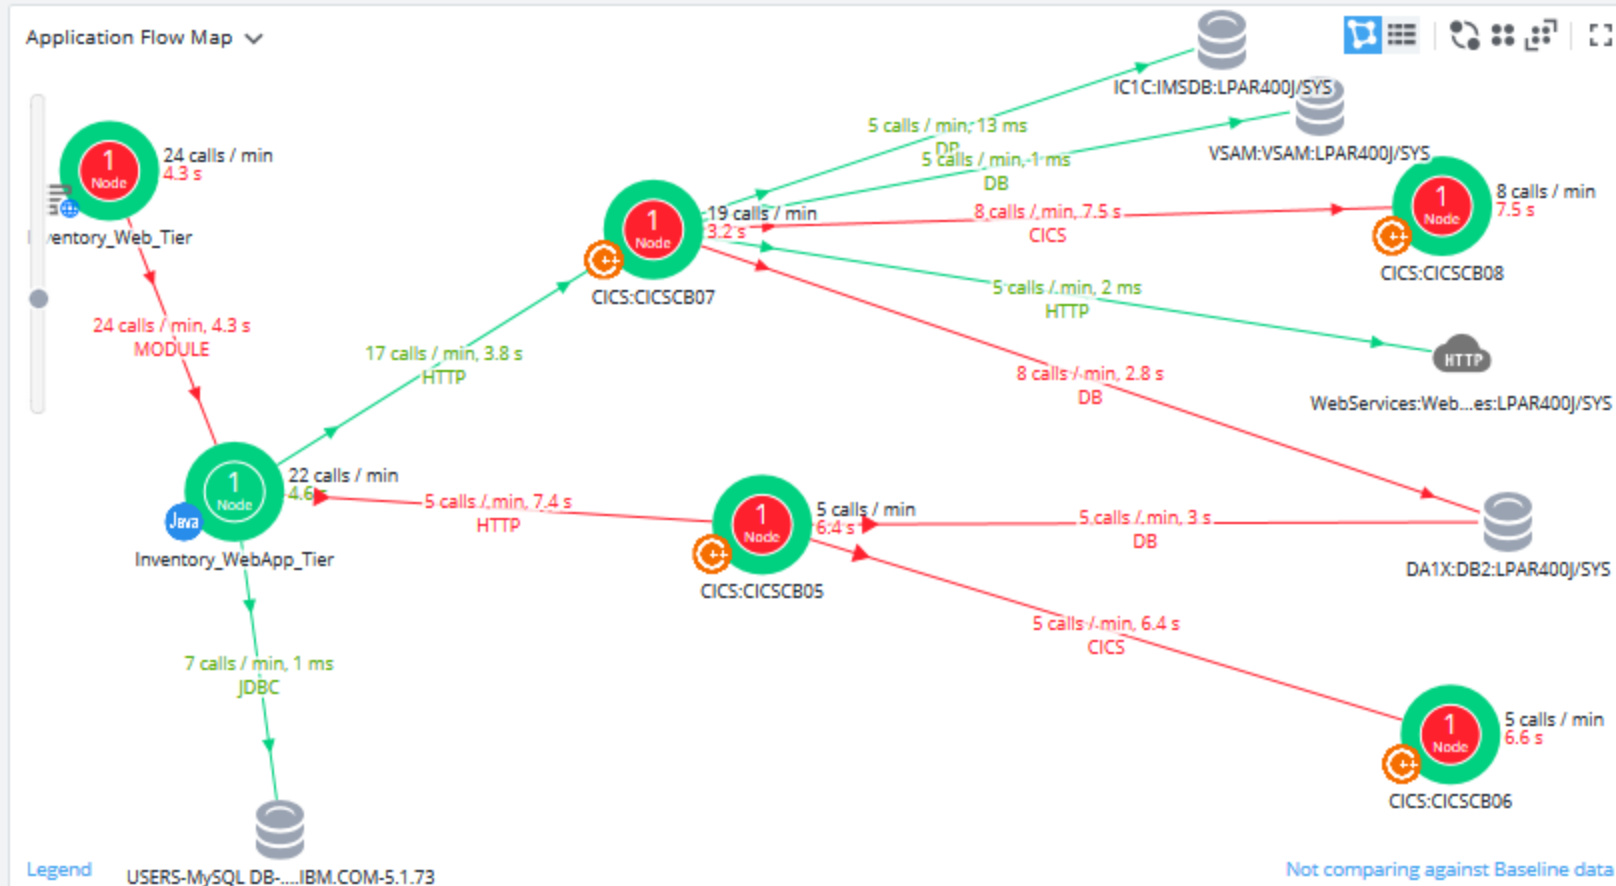 Application Flow Map
IC1C:IMSDB:LPAR400J/SYS
VSAM:VSAM:LPAR400J/SYS
5 calls / min, 13 ms
DB
5 calls / min, 1 ms
DB
1
Node
24 calls / min
4.3 s
ventory_Web_Tier
1
Node
19 calls / min
3.2 s
CICS:CICSCB07
8 calls / min, 7.5 s
CICS
1
Node
8 calls / min
7.5 s
CICS:CICSCB08
5 calls / min, 2 ms
HTTP
HTTP
WebServices:Web...es:LPAR400J/SYS
24 calls / min, 4.3 s
MODULE
17 calls / min, 3.8 s
HTTP
8 calls / min, 2.8 s
DB
1
Node
22 calls / min
4.6 s
Java
Inventory_WebApp_Tier
5 calls / min, 7.4 s
HTTP
1
Node
5 calls / min
6.4 s
CICS:CICSCB05
5 calls / min, 3 s
DB
DA1X:DB2:LPAR400J/SYS
5 calls / min, 6.4 s
CICS
7 calls / min, 1 ms
JDBC
1
Node
5 calls / min
6.6 s
CICS:CICSCB06
USERS-MySQL DB-....IBM.COM-5.1.73
Legend
Not comparing against Baseline data